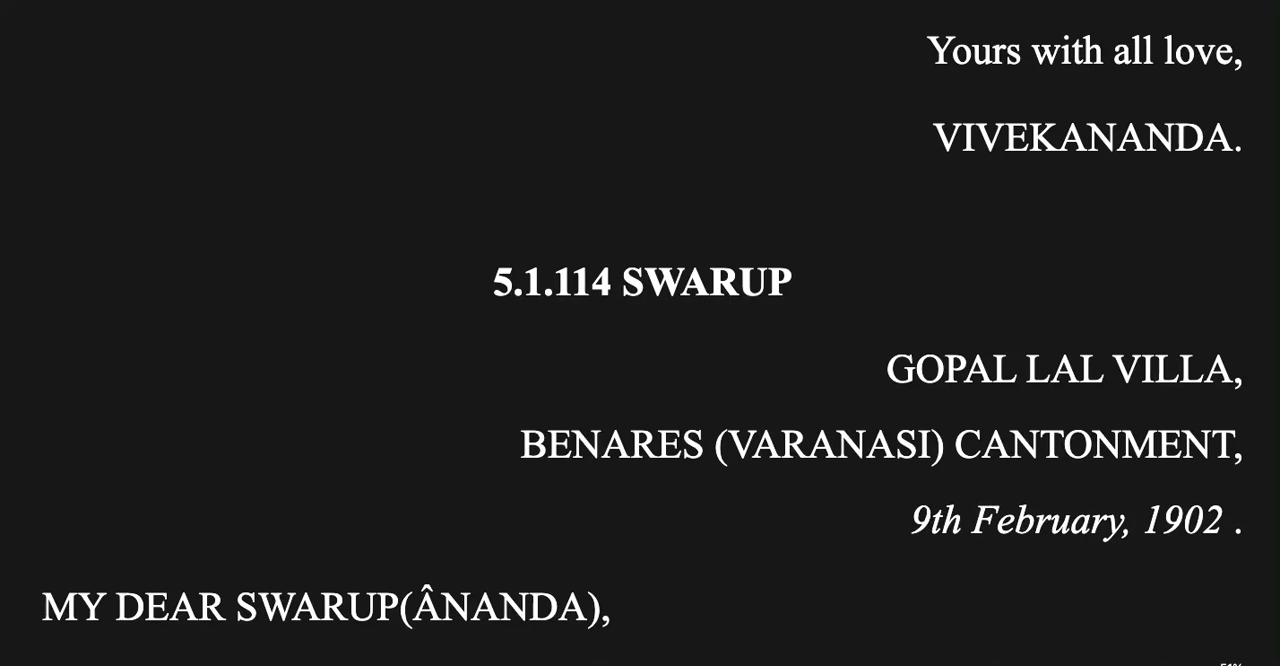 Yours with all love,
VIVEKANANDA.
5.1.114 SWARUP
GOPAL LAL VILLA,
BENARES (VARANASI) CANTONMENT,
9th February, 1902 .
MY DEAR SWARUP(ÂNANDA),